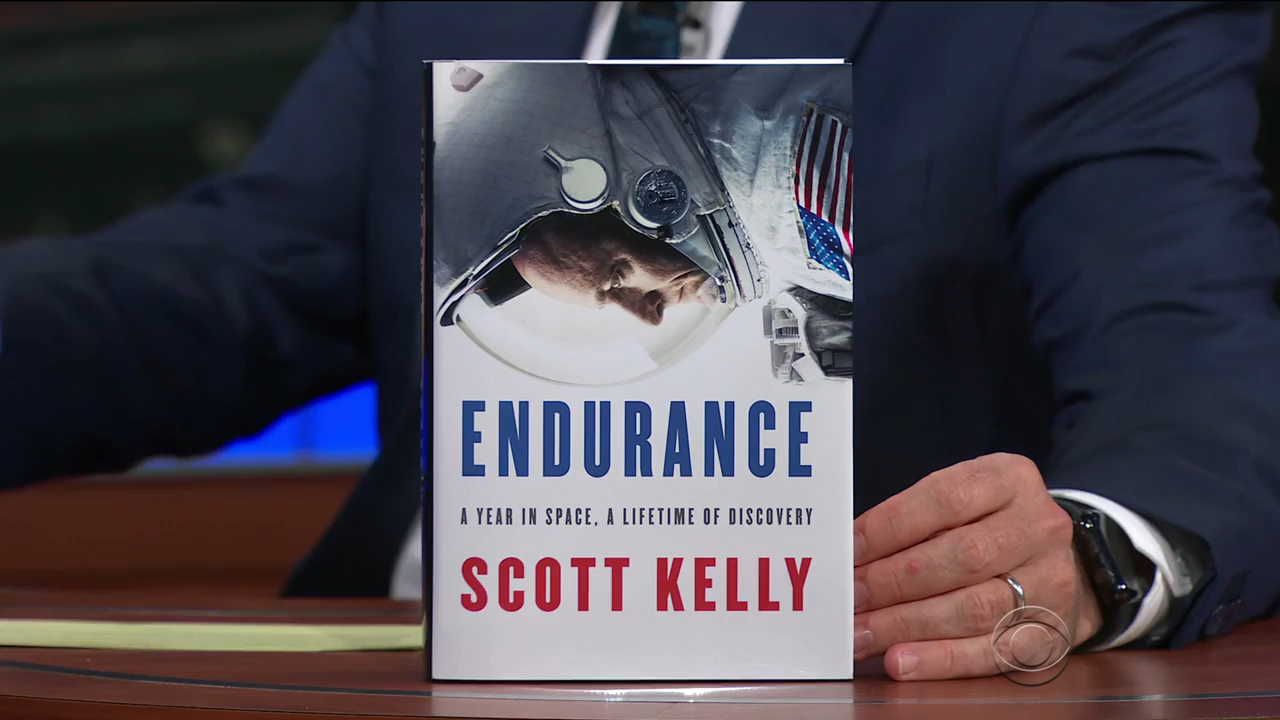 ENDURANCE
A YEAR IN SPACE, A LIFETIME OF DISCOVERY
SCOTT KELLY